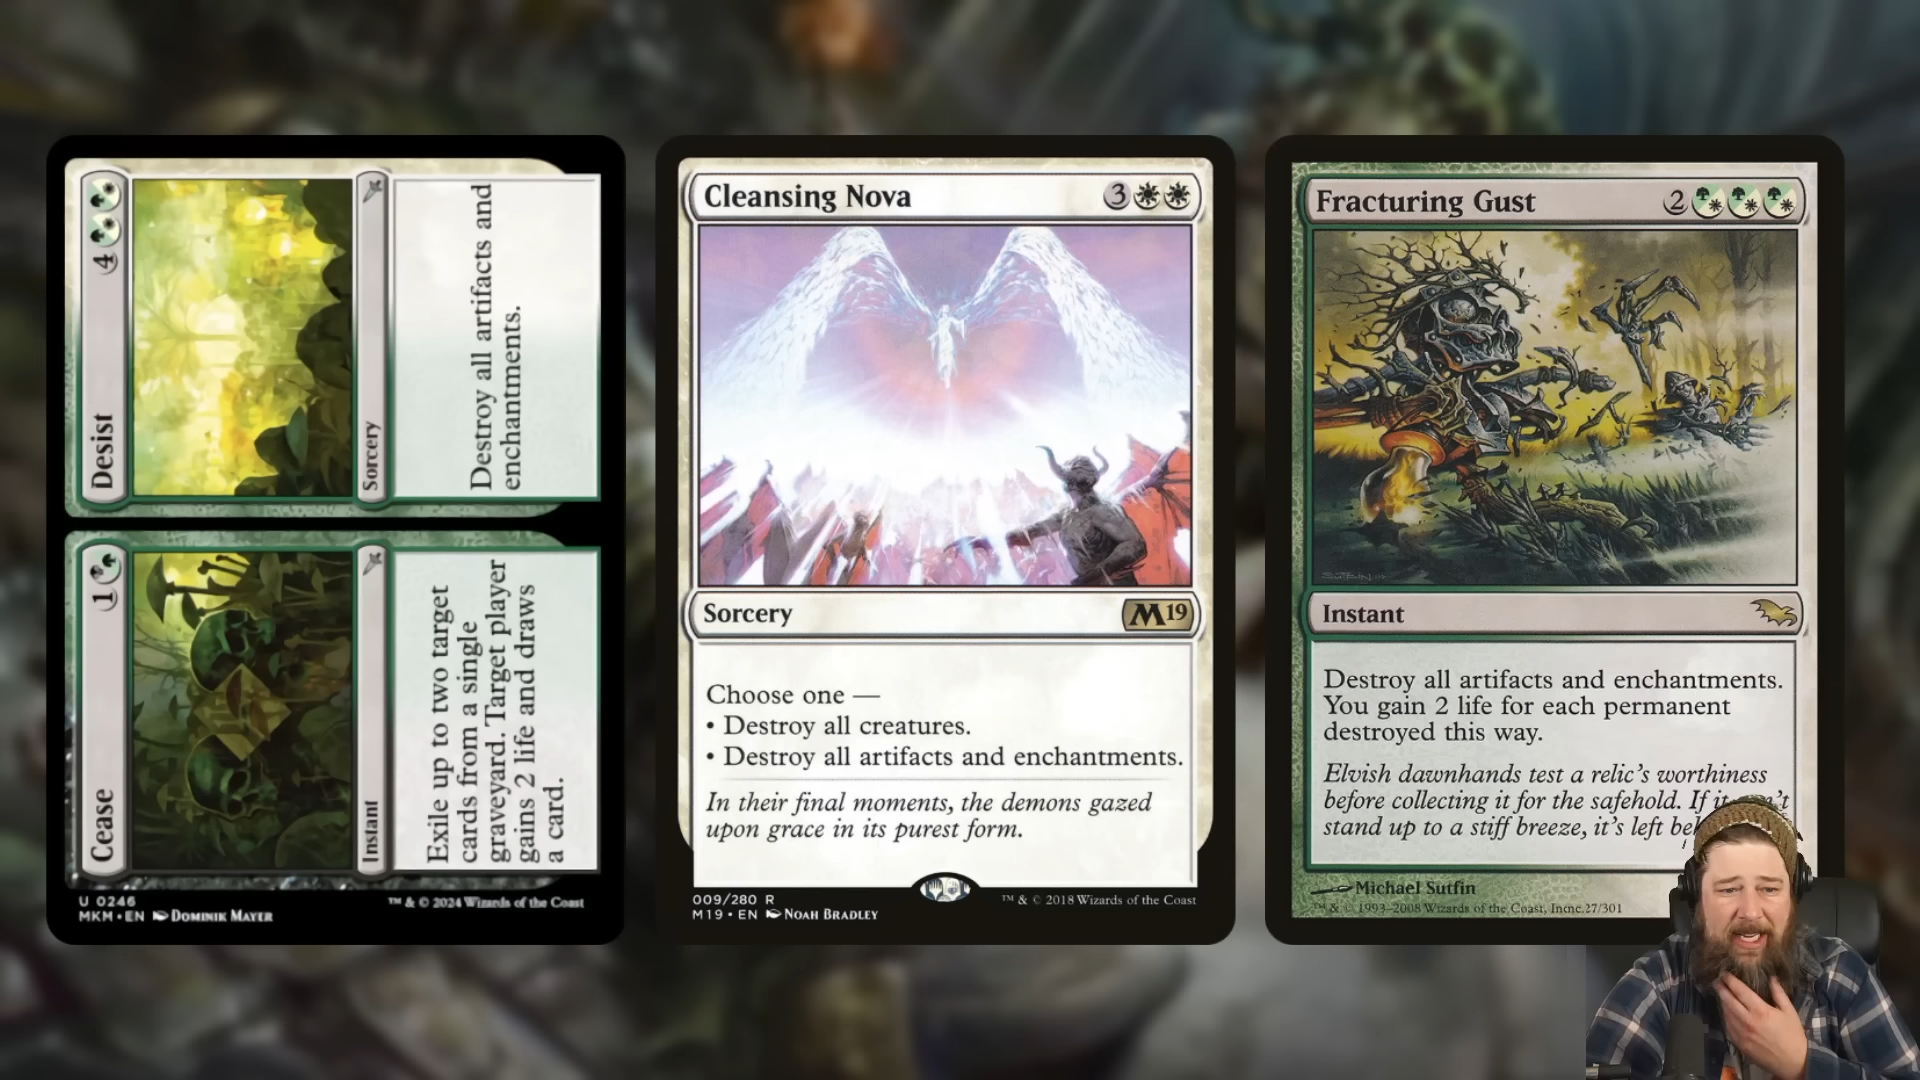 Desist 4
Sorcery
Destroy all artifacts and
enchantments.
Cease 1
Instant
Exile up to two target
cards from a single
graveyard. Target player
gains 2 life and draws
a card.
U 0246
MKM • EN DOMINIK MAYER
™ & © 2024 Wizards of the Coast
Cleansing Nova 3
Sorcery M19
Choose one —
• Destroy all creatures.
• Destroy all artifacts and enchantments.
In their final moments, the demons gazed
upon grace in its purest form.
009/280 R
M19 • EN NOAH BRADLEY
™ & © 2018 Wizards of the Coast
Fracturing Gust 2
Instant
Destroy all artifacts and enchantments.
You gain 2 life for each permanent
destroyed this way.
Elvish dawnhands test a relic's worthiness
before collecting it for the safehold. If
stand up to a stiff breeze, it's left
Michael Sutfin
™ & © 1993–2008 Wizards of the Coast, 27/301